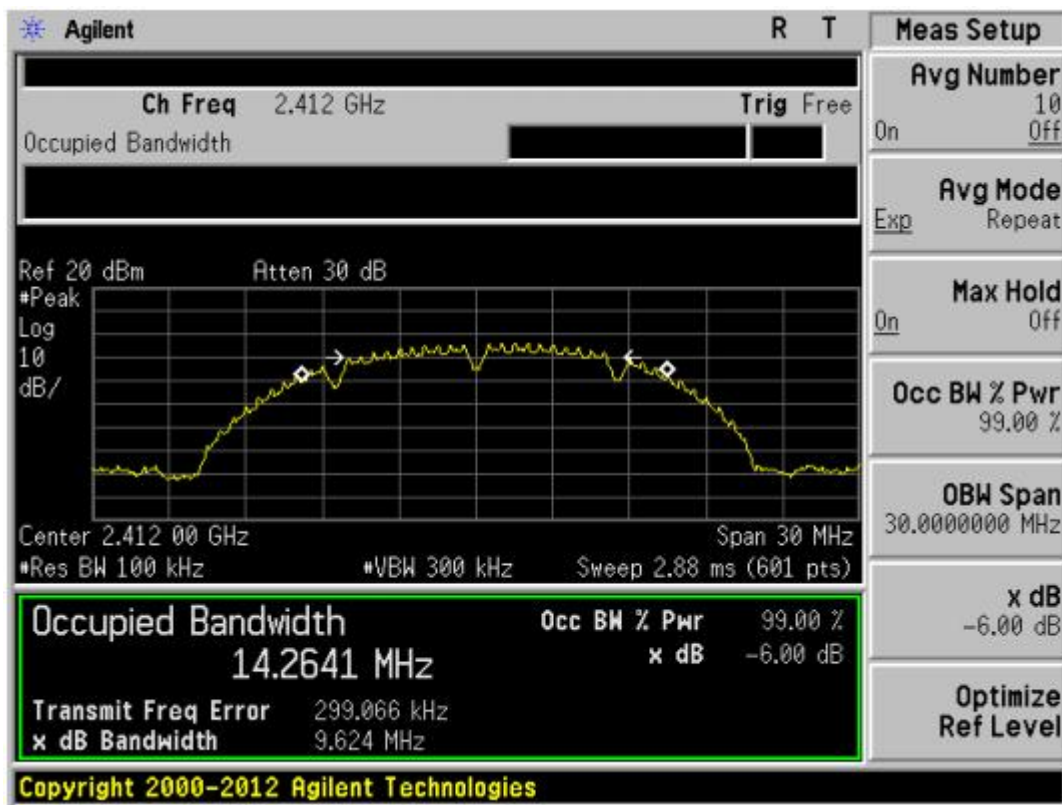 Agilent
R T
Ch Freq 2.412 GHz
Trig Free
Occupied Bandwidth
Ref 20 dBm
Atten 30 dB
#Peak
Log
10
dB/
Center 2.412 00 GHz
Span 30 MHz
#Res BW 100 kHz
#VBW 300 kHz
Sweep 2.88 ms (601 pts)
Occupied Bandwidth
14.2641 MHz
Occ BW % Pwr 99.00 %
x dB -6.00 dB
Transmit Freq Error 299.066 kHz
x dB Bandwidth 9.624 MHz
Copyright 2000-2012 Agilent Technologies
Meas Setup
Avg Number
10
On Off
Avg Mode
Exp Repeat
Max Hold
On Off
Occ BW % Pwr
99.00 %
OBW Span
30.0000000 MHz
x dB
-6.00 dB
Optimize
Ref Level